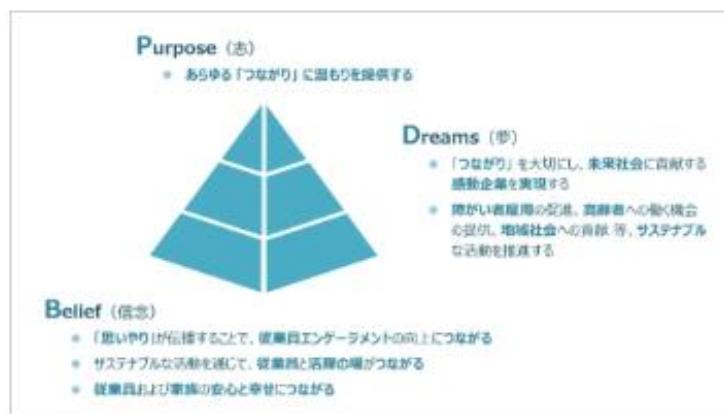 Purpose（志）
あらゆる「つながり」に温もりを提供する
Dreams（夢）
「つながり」を大切にし、未来社会に貢献する
感動企業を実現する
障がい者雇用の促進、高齢者への働く機会
の提供、地域社会への貢献 等、サステナブル
な活動を推進する
Belief（信念）
「思いやり」が伝播することで、従業員エンゲージメントの向上につながる
サステナブルな活動を通じて、従業員と活躍の場がつながる
従業員および家族の安心と幸せにつながる